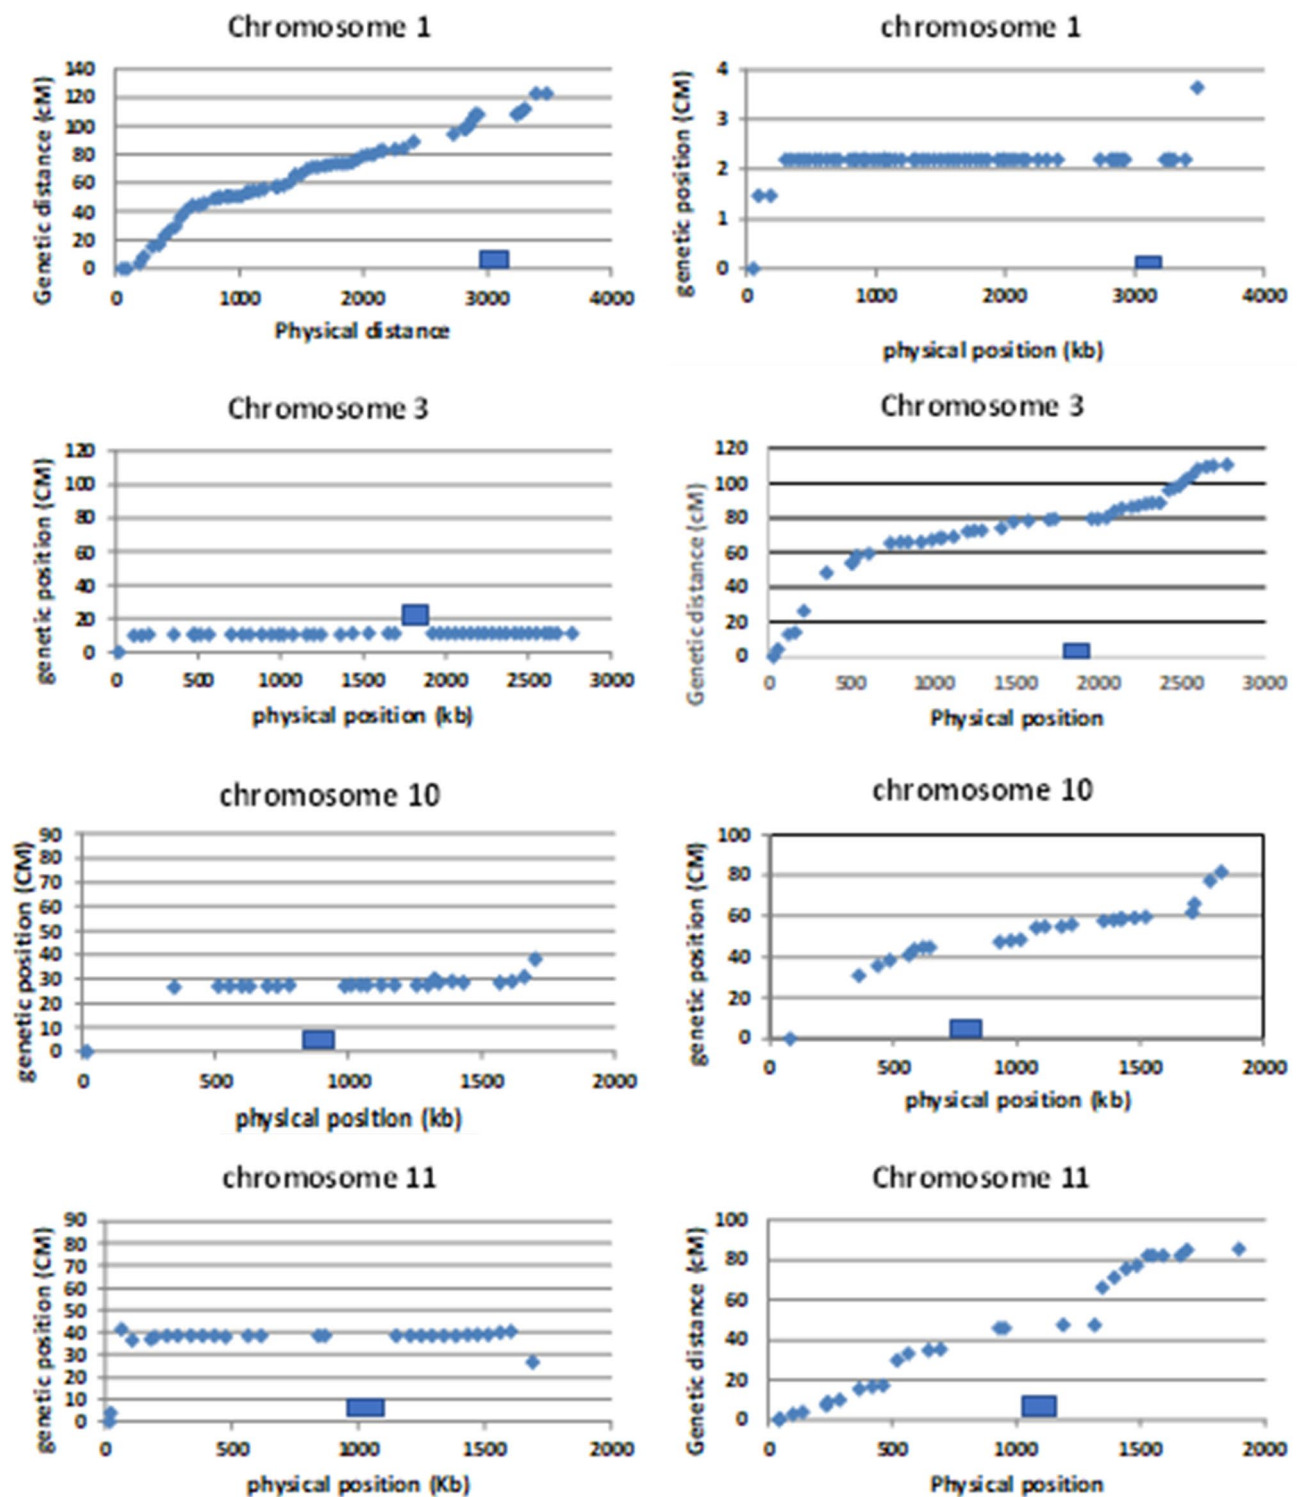 Chromosome 1
Genetic distance (cM)
140
120
100
80
60
40
20
0
0 1000 2000 3000 4000
Physical distance
chromosome 1
genetic position (CM)
4
3
2
1
0
0 1000 2000 3000 4000
physical position (kb)
Chromosome 3
genetic position (CM)
120
100
80
60
40
20
0
0 500 1000 1500 2000 2500 3000
physical position (kb)
Chromosome 3
Genetic distance (cM)
120
100
80
60
40
20
0
0 500 1000 1500 2000 2500 3000
Physical position
chromosome 10
genetic position (CM)
90
80
70
60
50
40
30
20
10
0
0 500 1000 1500 2000
physical position (kb)
chromosome 10
genetic position (CM)
100
80
60
40
20
0
0 500 1000 1500 2000
physical position (kb)
chromosome 11
genetic position (CM)
90
80
70
60
50
40
30
20
10
0
0 500 1000 1500 2000
physical position (Kb)
Chromosome 11
Genetic distance (cM)
100
80
60
40
20
0
0 500 1000 1500 2000
Physical position